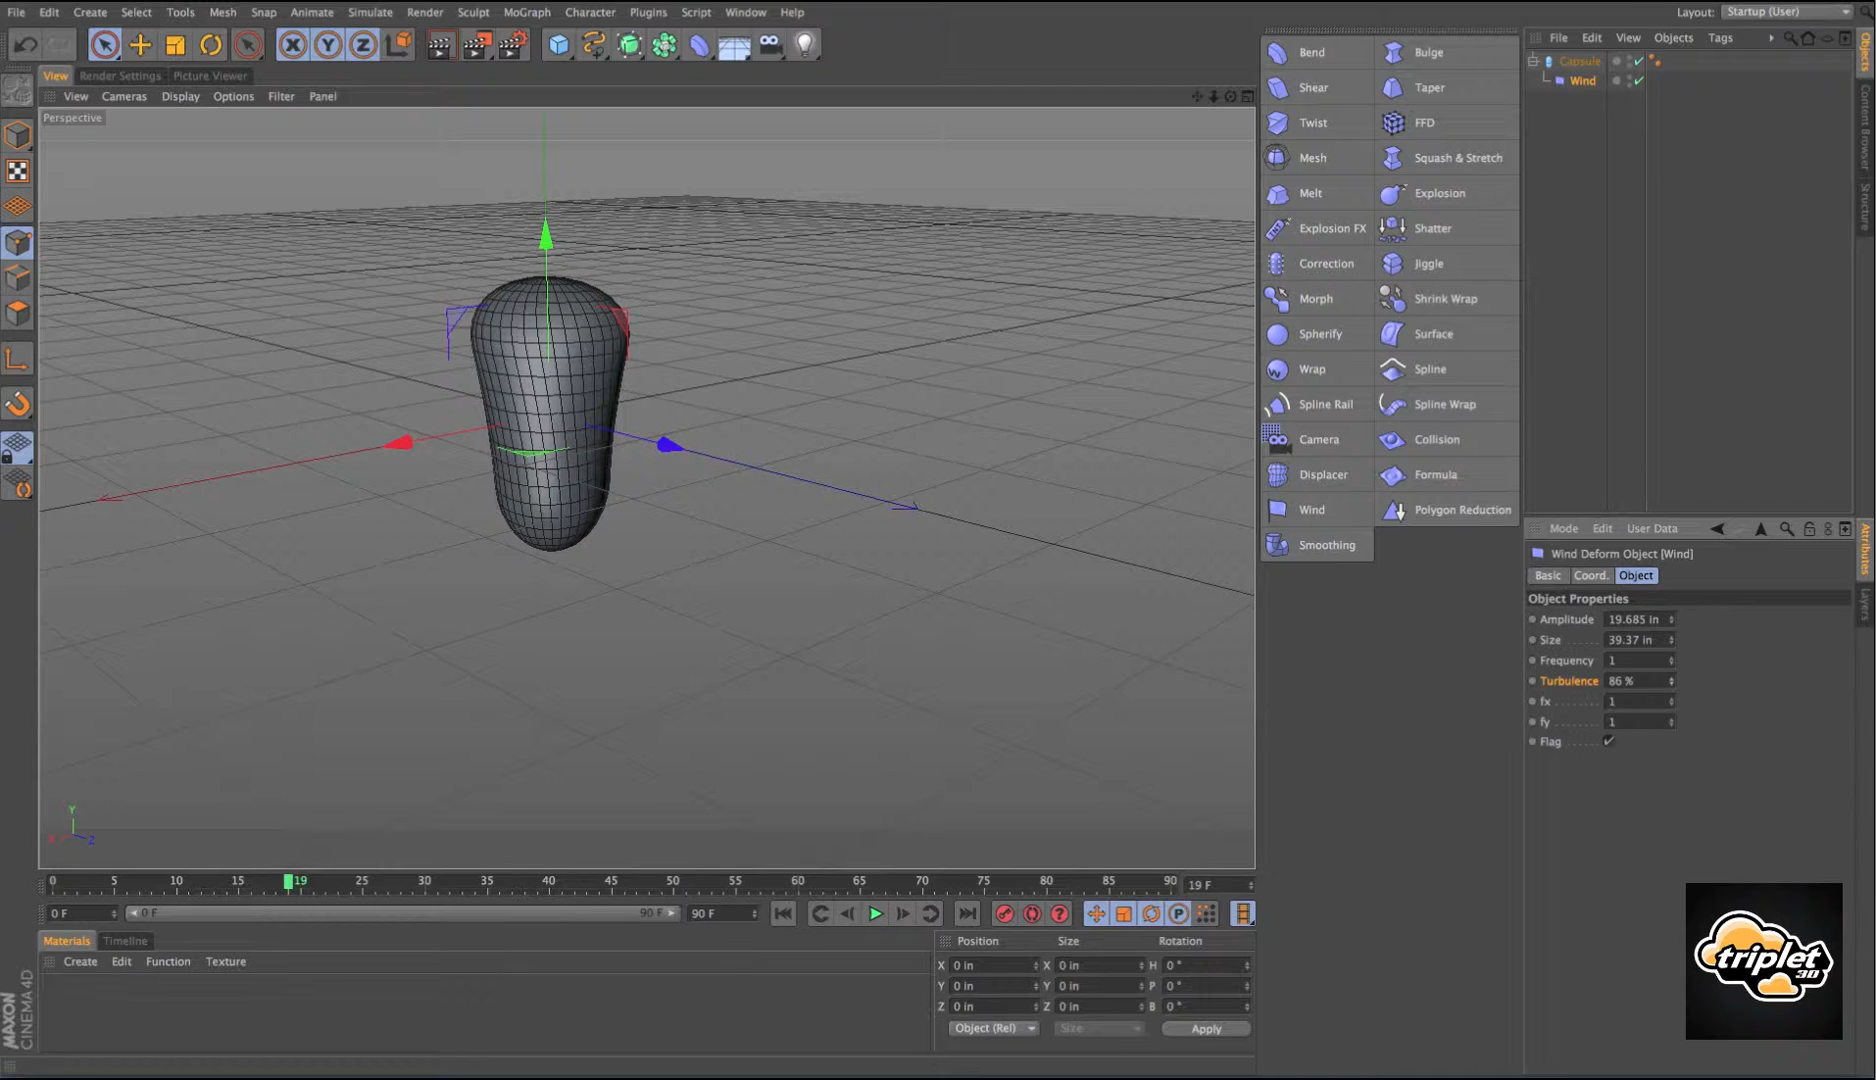 File Edit Create Select Tools Mesh Snap Animate Simulate Render Sculpt MoGraph Character Plugins Script Window Help Layout: Startup (User)
View Render Settings Picture Viewer
View Cameras Display Options Filter Panel
Perspective
Bend Bulge
Shear Taper
Twist FFD
Mesh Squash & Stretch
Melt Explosion
Explosion FX Shatter
Correction Jiggle
Morph Shrink Wrap
Spherify Surface
Wrap Spline
Spline Rail Spline Wrap
Camera Collision
Displacer Formula
Wind Polygon Reduction
Smoothing
File Edit View Objects Tags
Capsule
Wind
Objects
Content Browser
Structure
Mode Edit User Data
Wind Deform Object [Wind]
Basic Coord. Object
Object Properties
Amplitude 19.685 in
Size 39.37 in
Frequency 1
Turbulence 86 %
fx 1
fy 1
Flag
Attributes
Layers
Y
X Z
0 5 10 15 19 25 30 35 40 45 50 55 60 65 70 75 80 85 90 19 F
0 F 0 F 90 F 90 F
Materials Timeline
Create Edit Function Texture
Position Size Rotation
X 0 in X 0 in H 0 °
Y 0 in Y 0 in P 0 °
Z 0 in Z 0 in B 0 °
Object (Rel) Size Apply
MAXON
CINEMA 4D
triplet
3D